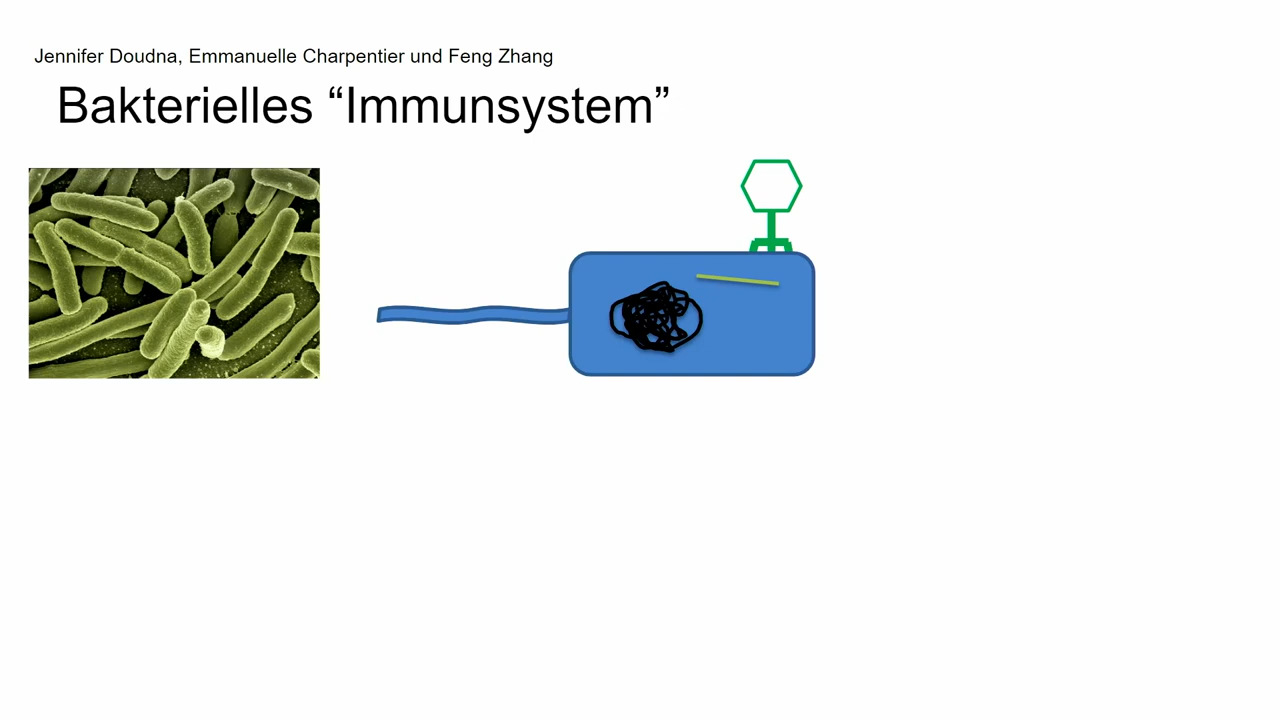 Jennifer Doudna, Emmanuelle Charpentier und Feng Zhang
Bakterielles “Immunsystem”